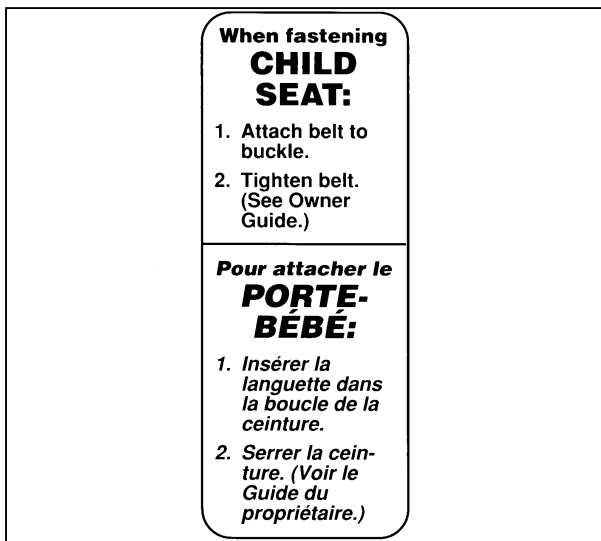 When fastening
CHILD
SEAT:
1. Attach belt to
buckle.
2. Tighten belt.
(See Owner
Guide.)
Pour attacher le
PORTE-
BÉBÉ:
1. Insérer la
languette dans
la boucle de la
ceinture.
2. Serrer la cein-
ture. (Voir le
Guide du
propriétaire.)